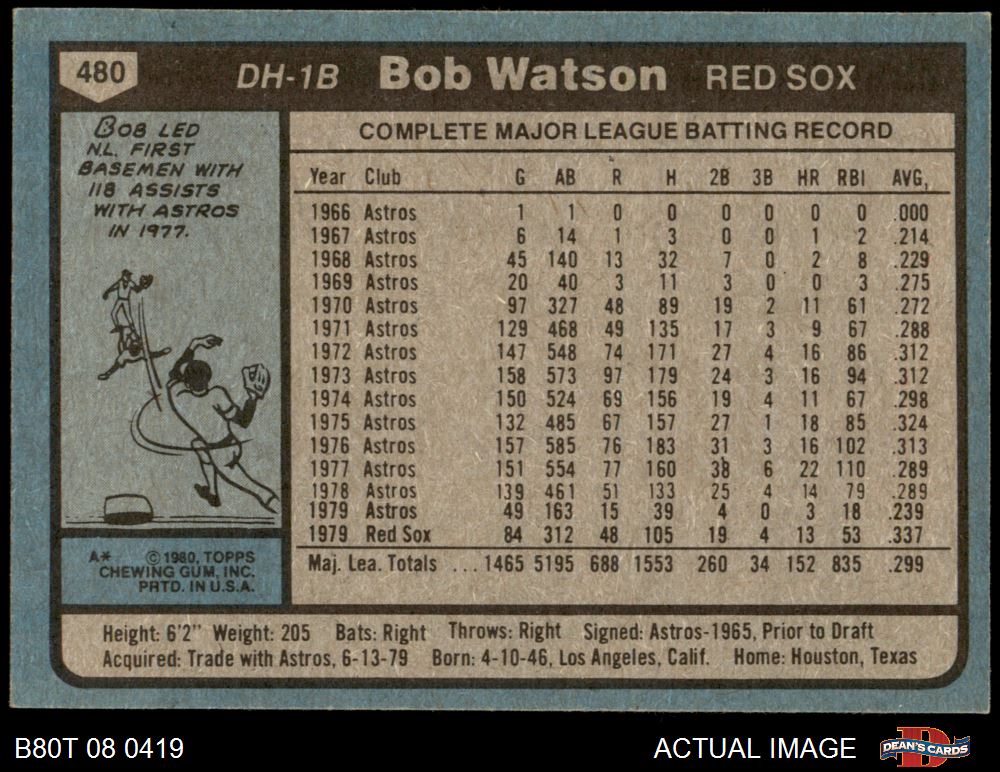 480 DH-1B Bob Watson RED SOX
BOB LED
N.L. FIRST
BASEMEN WITH
118 ASSISTS
WITH ASTROS
IN 1977.
A* © 1980, TOPPS
CHEWING GUM, INC.
PRTD. IN U.S.A.
COMPLETE MAJOR LEAGUE BATTING RECORD
Year Club G AB R H 2B 3B HR RBI AVG,
1966 Astros 1 1 0 0 0 0 0 0 .000
1967 Astros 6 14 1 3 0 0 1 2 .214
1968 Astros 45 140 13 32 7 0 2 8 .229
1969 Astros 20 40 3 11 3 0 0 3 .275
1970 Astros 97 327 48 89 19 2 11 61 .272
1971 Astros 129 468 49 135 17 3 9 67 .288
1972 Astros 147 548 74 171 27 4 16 86 .312
1973 Astros 158 573 97 179 24 3 16 94 .312
1974 Astros 150 524 69 156 19 4 11 67 .298
1975 Astros 132 485 67 157 27 1 18 85 .324
1976 Astros 157 585 76 183 31 3 16 102 .313
1977 Astros 151 554 77 160 38 6 22 110 .289
1978 Astros 139 461 51 133 25 4 14 79 .289
1979 Astros 49 163 15 39 4 0 3 18 .239
1979 Red Sox 84 312 48 105 19 4 13 53 .337
Maj. Lea. Totals ... 1465 5195 688 1553 260 34 152 835 .299
Height: 6'2" Weight: 205 Bats: Right Throws: Right Signed: Astros-1965, Prior to Draft
Acquired: Trade with Astros, 6-13-79 Born: 4-10-46, Los Angeles, Calif. Home: Houston, Texas
B80T 08 0419 ACTUAL IMAGE D DEAN'S CARDS